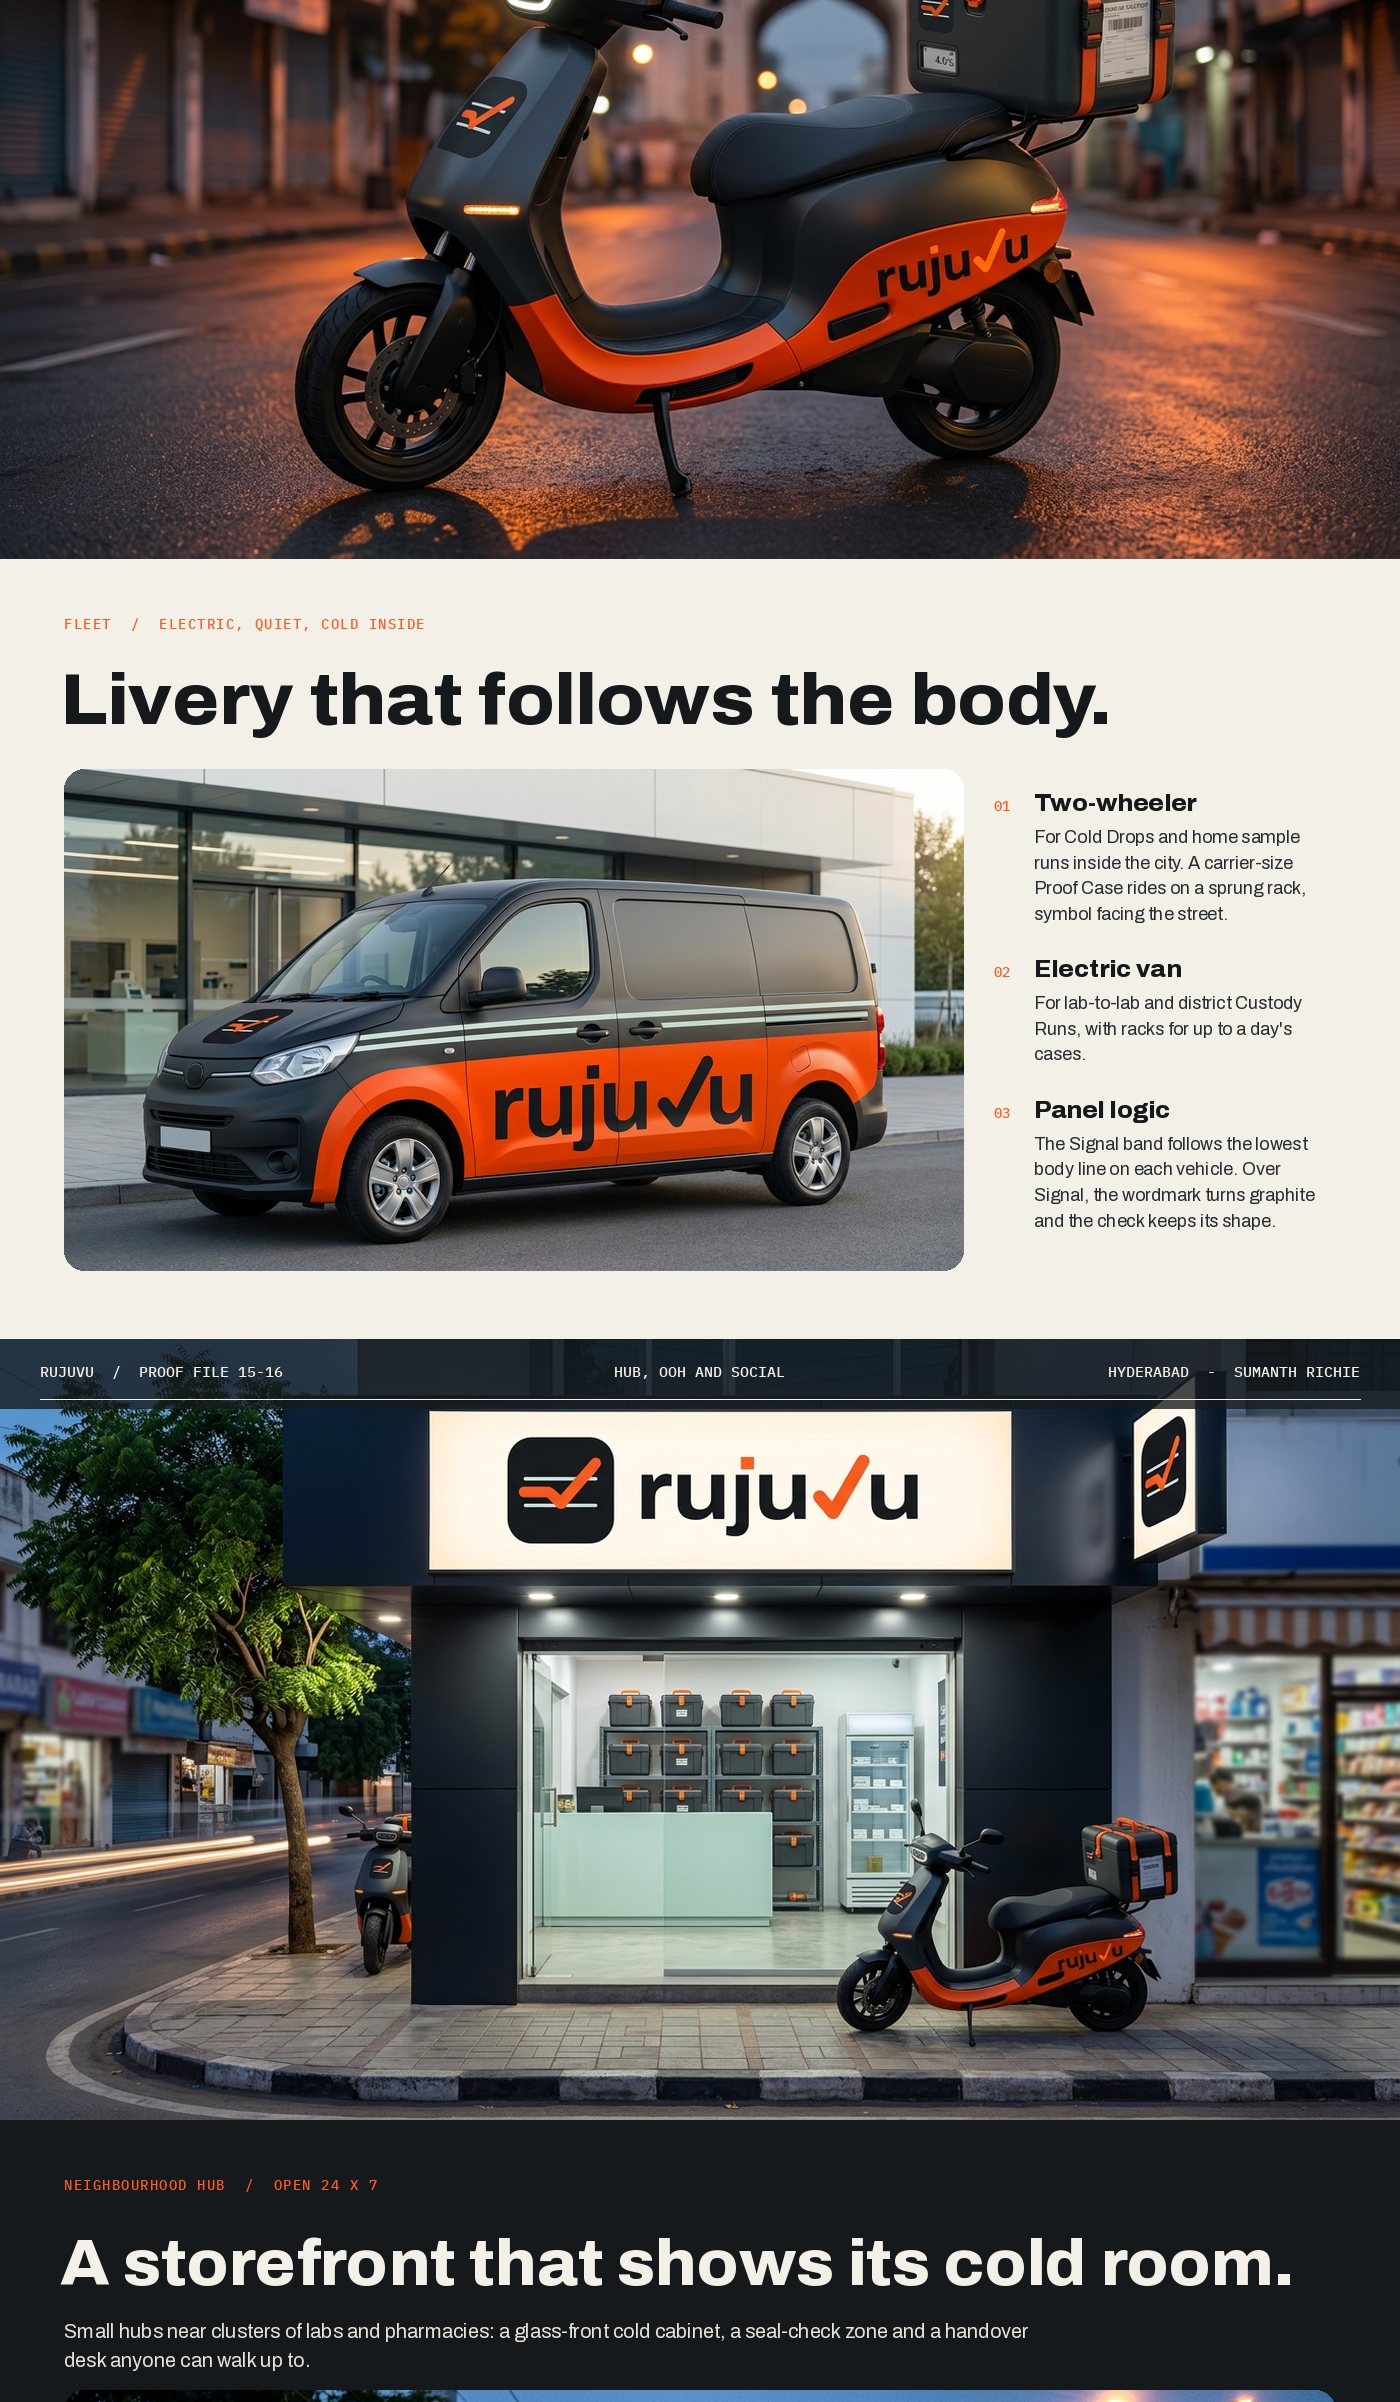 4.0°S
rujuvu
FLEET / ELECTRIC, QUIET, COLD INSIDE
Livery that follows the body.
rujuvu
01 Two-wheeler
For Cold Drops and home sample
runs inside the city. A carrier-size
Proof Case rides on a sprung rack,
symbol facing the street.
02 Electric van
For lab-to-lab and district Custody
Runs, with racks for up to a day's
cases.
03 Panel logic
The Signal band follows the lowest
body line on each vehicle. Over
Signal, the wordmark turns graphite
and the check keeps its shape.
RUJUVU / PROOF FILE 15-16
HUB, OOH AND SOCIAL
HYDERABAD - SUMANTH RICHIE
rujuvu
rujuvu
NEIGHBOURHOOD HUB / OPEN 24 X 7
A storefront that shows its cold room.
Small hubs near clusters of labs and pharmacies: a glass-front cold cabinet, a seal-check zone and a handover
desk anyone can walk up to.